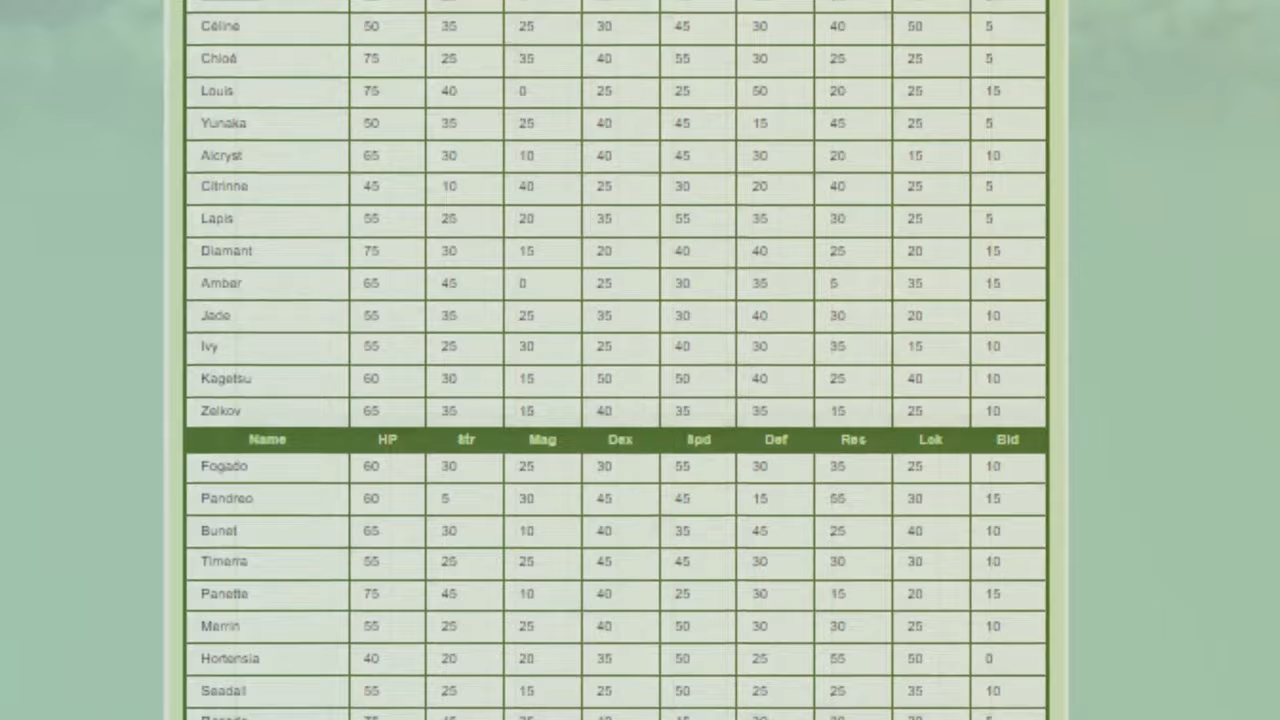 Céline 50 35 25 30 45 30 40 50 5
Chloé 75 25 35 40 55 30 25 25 5
Louis 75 40 0 25 25 50 20 25 15
Yunaka 50 35 25 40 45 15 45 25 5
Alcryst 65 30 10 40 45 30 20 15 10
Citrinne 45 10 40 25 30 20 40 25 5
Lapis 55 25 20 35 55 35 30 25 5
Diamant 75 30 15 20 40 40 25 20 15
Amber 65 45 0 25 30 35 5 35 15
Jade 55 35 25 35 30 40 30 20 10
Ivy 55 25 30 25 40 30 35 15 10
Kagetsu 60 30 15 50 50 40 25 40 10
Zelkov 65 35 15 40 35 35 15 25 10
Name HP Str Mag Dex Spd Def Res Lck Bld
Fogado 60 30 25 30 55 30 35 25 10
Pandreo 60 5 30 45 45 15 55 30 15
Bunet 65 30 10 40 35 45 25 40 10
Timerra 55 25 25 45 45 30 30 30 10
Panette 75 45 10 40 25 30 15 20 15
Merrin 55 25 25 40 50 30 30 25 10
Hortensia 40 20 20 35 50 25 55 50 0
Seadall 55 25 15 25 50 25 25 35 10